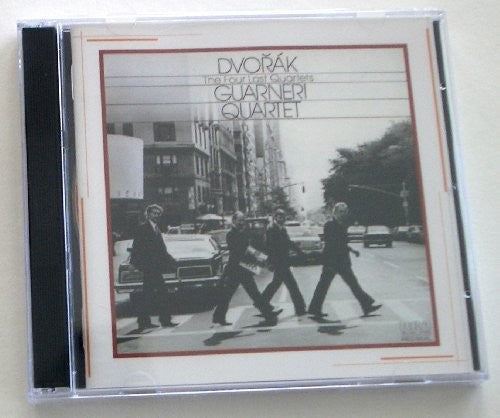 DVOŘÁK
The Four Last Quartets
GUARNERI
QUARTET